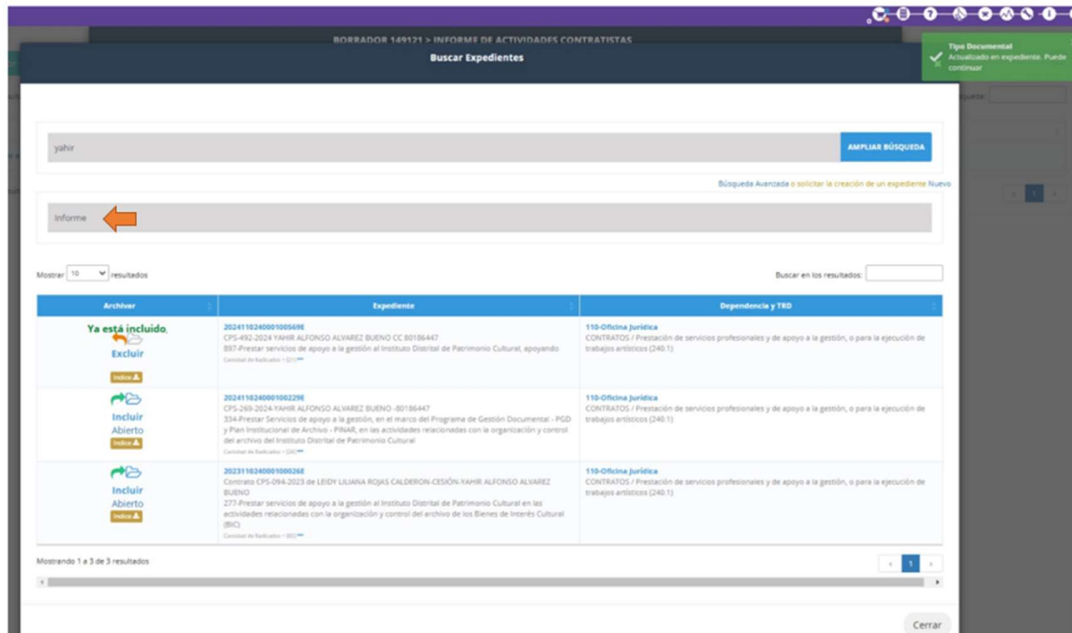 BORRADOR 149121 > INFORME DE ACTIVIDADES CONTRATISTAS
Buscar Expedientes
Tipo Documental
Actualizado en expediente. Puede
continuar
yahir
AMPLIAR BÚSQUEDA
Búsqueda Avanzada o solicitar la creación de un expediente Nuevo
Informe
Mostrar 10 resultados
Buscar en los resultados:
Archivar
Expediente
Dependencia y TRD
Ya está incluido.
Excluir
Indice
202411024000100569E
CPS-492-2024 YAHIR ALFONSO ALVAREZ BUENO CC 80186447
897-Prestar servicios de apoyo a la gestión al Instituto Distrital de Patrimonio Cultural, apoyando
Cantidad de Radicados
110-Oficina Jurídica
CONTRATOS / Prestación de servicios profesionales y de apoyo a la gestión, o para la ejecución de
trabajos artísticos (240.1)
Incluir
Abierto
Indice
202411024000100229E
CPS-269-2024-YAHIR ALFONSO ALVAREZ BUENO -80186447
334-Prestar Servicios de apoyo a la gestión, en el marco del Programa de Gestión Documental - PGD
y Plan Institucional de Archivo - PINAR, en las actividades relacionadas con la organización y control
del archivo del Instituto Distrital de Patrimonio Cultural
Cantidad de Radicados
110-Oficina Jurídica
CONTRATOS / Prestación de servicios profesionales y de apoyo a la gestión, o para la ejecución de
trabajos artísticos (240.1)
Incluir
Abierto
Indice
202311024000100026E
Contrato CPS-094-2023 de LEIDY LILIANA ROJAS CALDERON-CESIÓN-YAHIR ALFONSO ALVAREZ
BUENO
277-Prestar servicios de apoyo a la gestión al Instituto Distrital de Patrimonio Cultural en las
actividades relacionadas con la organización y control del archivo de los Bienes de Interés Cultural
(BIC)
Cantidad de Radicados
110-Oficina Jurídica
CONTRATOS / Prestación de servicios profesionales y de apoyo a la gestión, o para la ejecución de
trabajos artísticos (240.1)
Mostrando 1 a 3 de 3 resultados
1
Cerrar